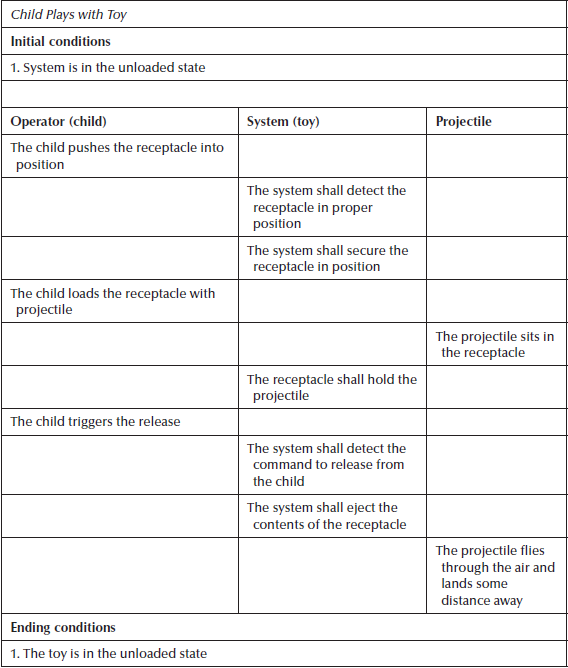 Child Plays with Toy
Initial conditions
1. System is in the unloaded state
Operator (child)
System (toy)
Projectile
The child pushes the receptacle into
position
The system shall detect the
receptacle in proper
position
The system shall secure the
receptacle in position
The child loads the receptacle with
projectile
The projectile sits in
the receptacle
The receptacle shall hold the
projectile
The child triggers the release
The system shall detect the
command to release from
the child
The system shall eject the
contents of the receptacle
The projectile flies
through the air and
lands some
distance away
Ending conditions
1. The toy is in the unloaded state